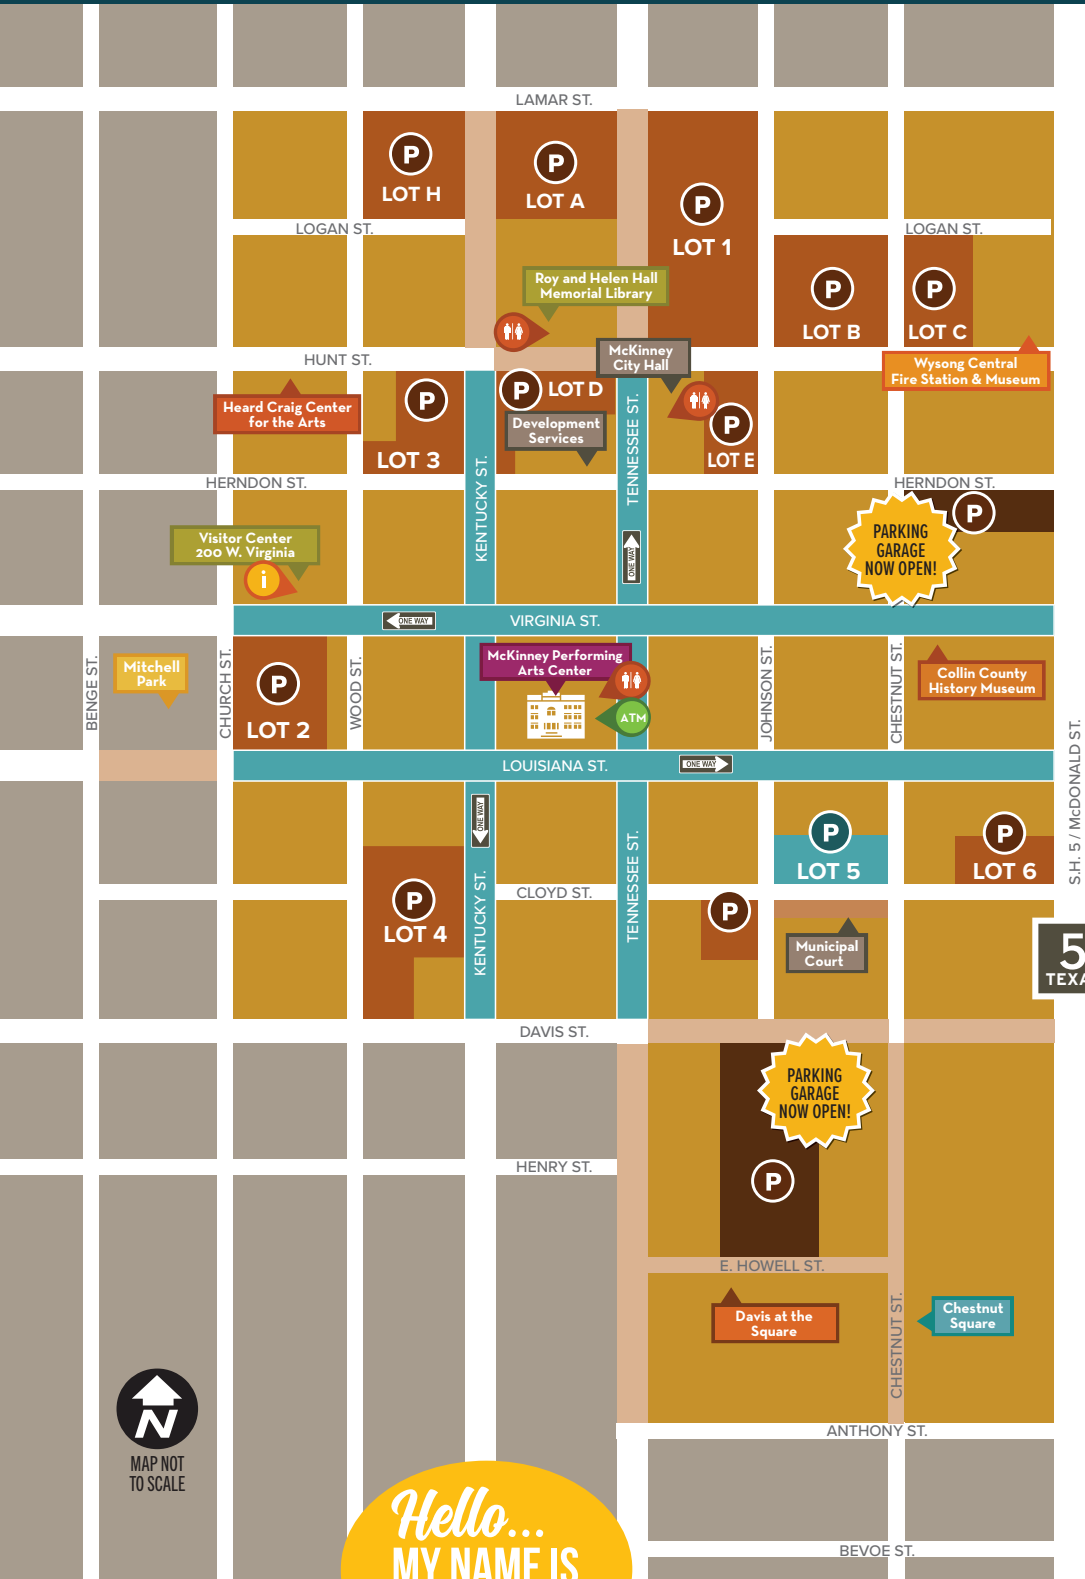 LAMAR ST.
P
LOT H
P
LOT A
P
LOT 1
LOGAN ST.
LOGAN ST.
P
LOT B
P
LOT C
Roy and Helen Hall
Memorial Library
HUNT ST.
McKinney
City Hall
Wysong Central
Fire Station & Museum
Heard Craig Center
for the Arts
P
LOT 3
P
LOT D
Development
Services
KENTUCKY ST.
TENNESSEE ST.
P
LOT E
HERNDON ST.
HERNDON ST.
P
PARKING
GARAGE
NOW OPEN!
Visitor Center
200 W. Virginia
i
ONE WAY
ONE WAY
VIRGINIA ST.
BENGE ST.
Mitchell
Park
CHURCH ST.
P
LOT 2
WOOD ST.
McKinney Performing
Arts Center
ATM
JOHNSON ST.
CHESTNUT ST.
Collin County
History Museum
LOUISIANA ST.
ONE WAY
S.H. 5 / McDONALD ST.
ONE WAY
P
LOT 5
P
LOT 6
P
LOT 4
KENTUCKY ST.
CLOYD ST.
TENNESSEE ST.
P
Municipal
Court
5
TEXA
DAVIS ST.
PARKING
GARAGE
NOW OPEN!
P
HENRY ST.
E. HOWELL ST.
Davis at the
Square
CHESTNUT ST.
Chestnut
Square
N
MAP NOT
TO SCALE
ANTHONY ST.
Hello...
MY NAME IS
BEVOE ST.